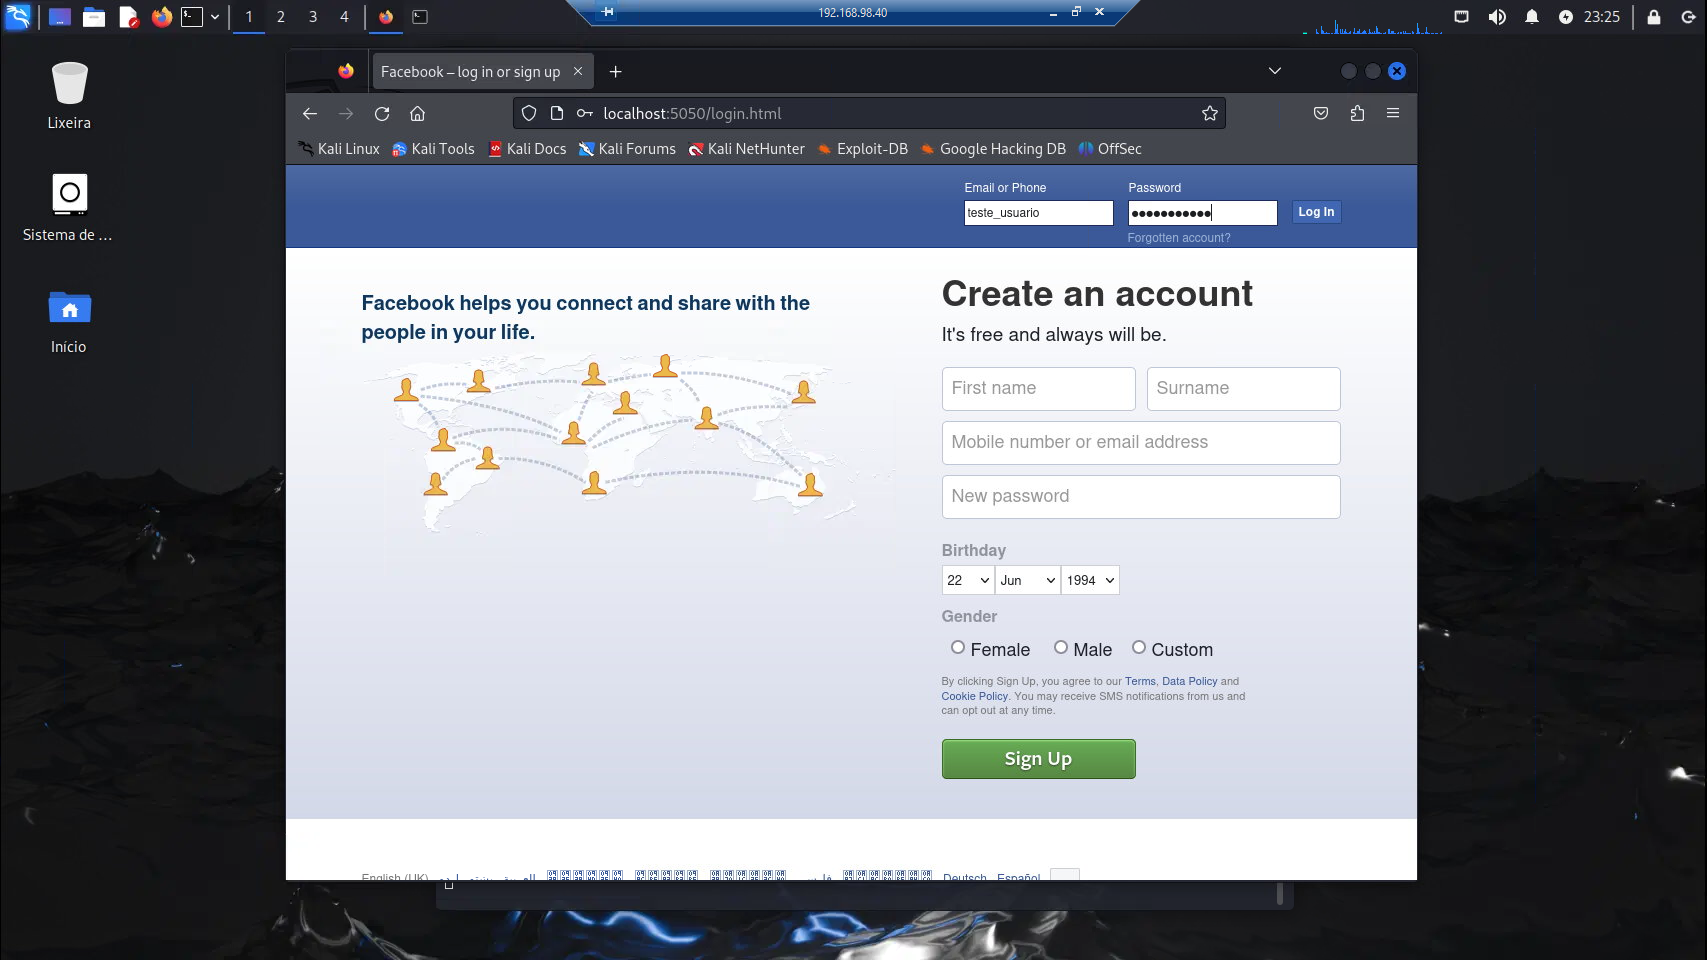 1 2 3 4
192.168.98.40
23:25
Lixeira
Sistema de ...
Início
Facebook – log in or sign up
localhost:5050/login.html
Kali Linux Kali Tools Kali Docs Kali Forums Kali NetHunter Exploit-DB Google Hacking DB OffSec
Email or Phone Password
teste_usuario ●●●●●●●●●●● Log In
Forgotten account?
Facebook helps you connect and share with the
people in your life.
Create an account
It's free and always will be.
First name Surname
Mobile number or email address
New password
Birthday
22 Jun 1994
Gender
Female Male Custom
By clicking Sign Up, you agree to our Terms, Data Policy and
Cookie Policy. You may receive SMS notifications from us and
can opt out at any time.
Sign Up
English (UK) Deutsch Español